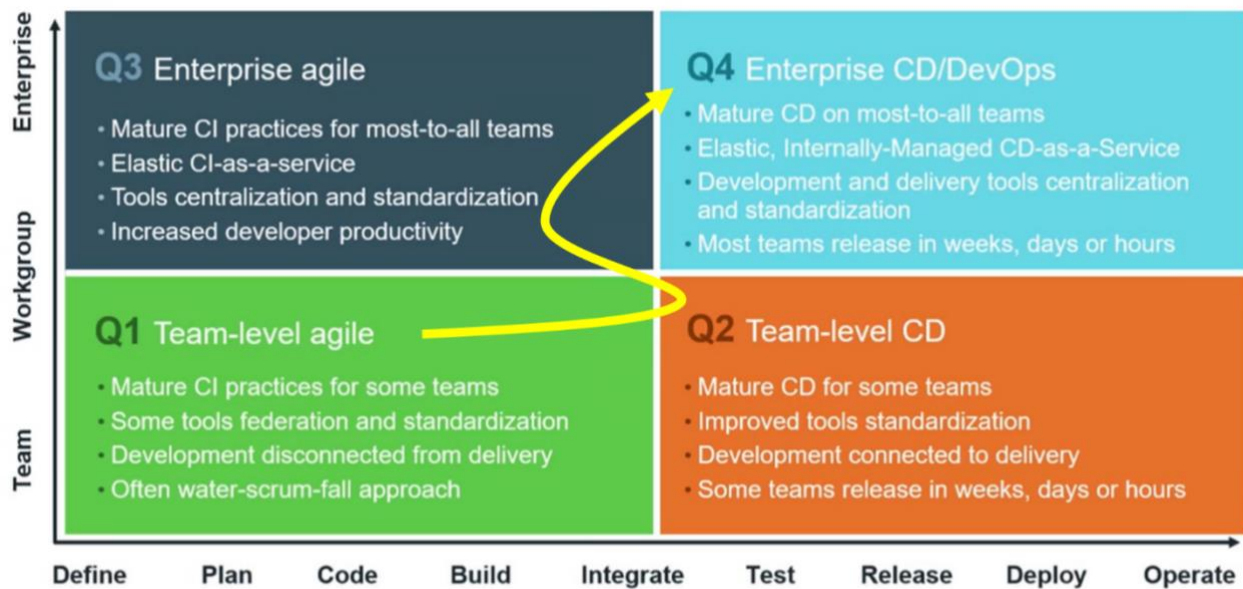 Enterprise
Workgroup
Team
Q3 Enterprise agile
• Mature CI practices for most-to-all teams
• Elastic CI-as-a-service
• Tools centralization and standardization
• Increased developer productivity
Q4 Enterprise CD/DevOps
• Mature CD on most-to-all teams
• Elastic, Internally-Managed CD-as-a-Service
• Development and delivery tools centralization
and standardization
• Most teams release in weeks, days or hours
Q1 Team-level agile
• Mature CI practices for some teams
• Some tools federation and standardization
• Development disconnected from delivery
• Often water-scrum-fall approach
Q2 Team-level CD
• Mature CD for some teams
• Improved tools standardization
• Development connected to delivery
• Some teams release in weeks, days or hours
Define Plan Code Build Integrate Test Release Deploy Operate